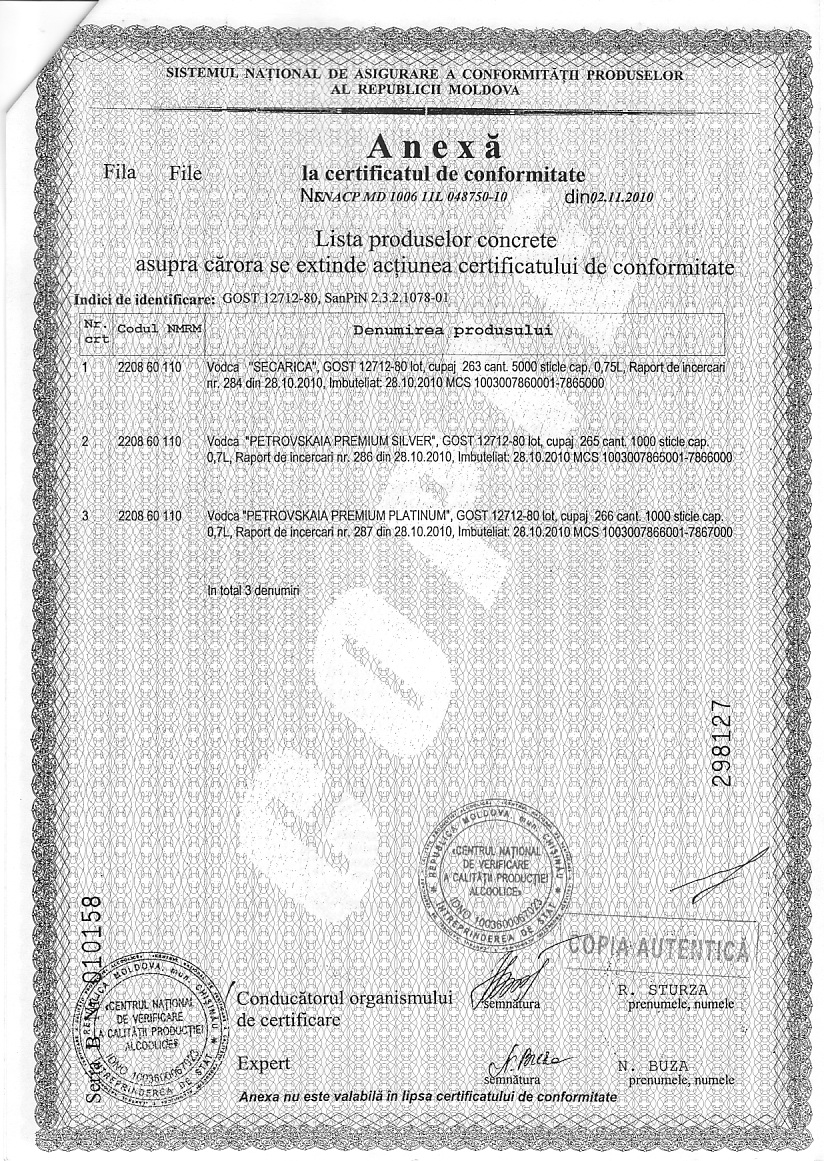 SISTEMUL NAȚIONAL DE ASIGURARE A CONFORMITĂȚII PRODUSELOR
AL REPUBLICII MOLDOVA
Anexă
Fila File la certificatul de conformitate
NACP MD 1006 11L 048750-10 din 02.11.2010
Lista produselor concrete
asupra cărora se extinde acțiunea certificatului de conformitate
Indici de identificare: GOST 12712-80, SanPiN 2.3.2.1078-01
Nr. crt Codul NMRM Denumirea produsului
1 2208 60 110 Vodca "SECARICA", GOST 12712-80 lot, cupaj 263 cant. 5000 sticle cap. 0,75L, Raport de incercari
nr. 284 din 28.10.2010, Imbuteliat: 28.10.2010 MCS 1003007860001-7865000
2 2208 60 110 Vodca "PETROVSKAIA PREMIUM SILVER", GOST 12712-80 lot, cupaj 265 cant. 1000 sticle cap.
0,7L, Raport de incercari nr. 286 din 28.10.2010, Imbuteliat: 28.10.2010 MCS 1003007865001-7866000
3 2208 60 110 Vodca "PETROVSKAIA PREMIUM PLATINUM", GOST 12712-80 lot, cupaj 266 cant. 1000 sticle cap.
0,7L, Raport de incercari nr. 287 din 28.10.2010, Imbuteliat: 28.10.2010 MCS 1003007866001-7867000
In total 3 denumiri
COPIE
298127
REPUBLICA MOLDOVA, mun. CHIȘINĂU
«CENTRUL NAȚIONAL
DE VERIFICARE
A CALITĂȚII PRODUCȚIEI
ALCOOLICE»
IDNO 1003600067023
ÎNTREPRINDEREA DE STAT
COPIA AUTENTICĂ
Seria B 010158
REPUBLICA MOLDOVA, mun. CHIȘINĂU
«CENTRUL NAȚIONAL
DE VERIFICARE
A CALITĂȚII PRODUCȚIEI
ALCOOLICE»
IDNO 1003600067023
ÎNTREPRINDEREA DE STAT
Conducătorul organismului
de certificare
semnătura
R. STURZA
prenumele, numele
Expert
N. Buza
semnătura
N. BUZA
prenumele, numele
Anexa nu este valabilă în lipsa certificatului de conformitate